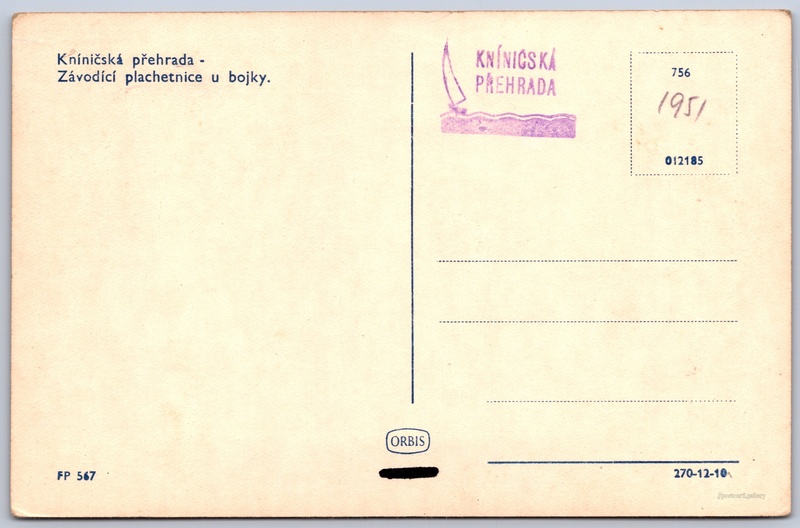 Kníničská přehrada -
Závodící plachetnice u bojky.
KNÍNIČSKÁ
PŘEHRADA
756
1951
012185
ORBIS
FP 567
270-12-10